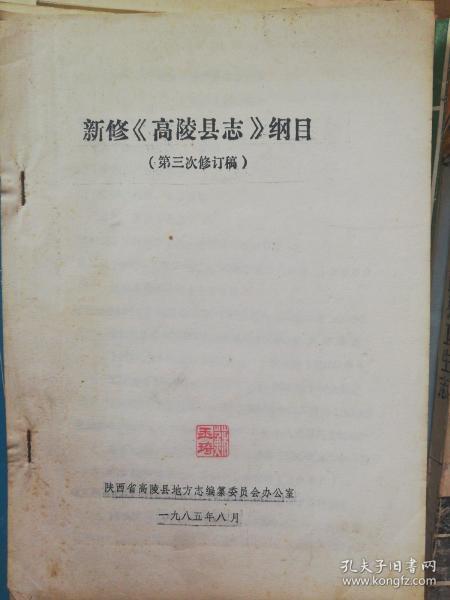 新修《高陵县志》纲目
（第三次修订稿）
陕西省高陵县地方志编纂委员会办公室
一九八五年八月
孔夫子旧书网
www.kongfz.com